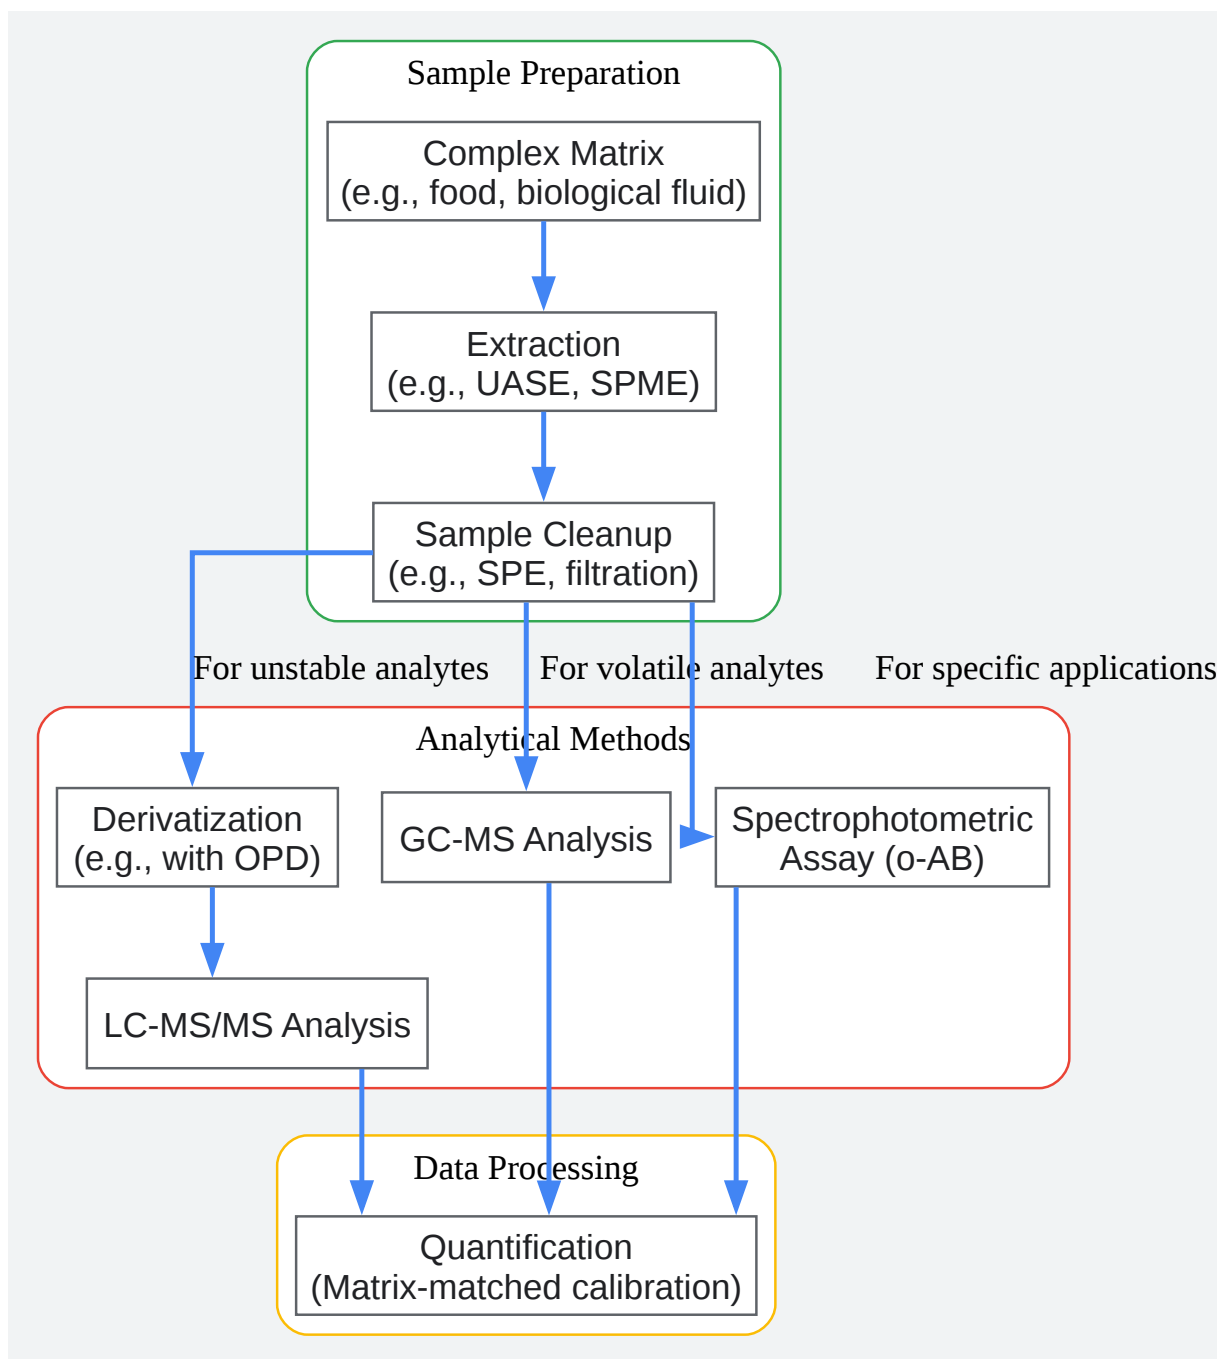 Sample Preparation
Complex Matrix
(e.g., food, biological fluid)
Extraction
(e.g., UASE, SPME)
Sample Cleanup
(e.g., SPE, filtration)
For unstable analytes
For volatile analytes
For specific applications
Analytical Methods
Derivatization
(e.g., with OPD)
GC-MS Analysis
Spectrophotometric
Assay (o-AB)
LC-MS/MS Analysis
Data Processing
Quantification
(Matrix-matched calibration)